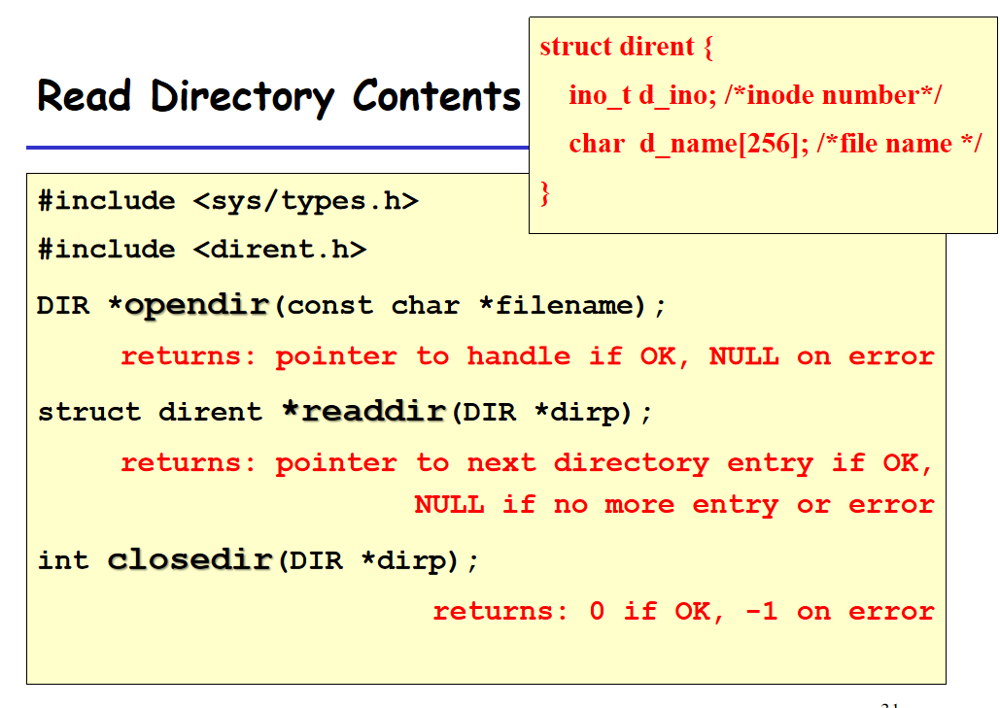 Read Directory Contents
struct dirent {
ino_t d_ino; /*inode number*/
char d_name[256]; /*file name */
}
#include <sys/types.h>
#include <dirent.h>
DIR *opendir(const char *filename);
returns: pointer to handle if OK, NULL on error
struct dirent *readdir(DIR *dirp);
returns: pointer to next directory entry if OK,
NULL if no more entry or error
int closedir(DIR *dirp);
returns: 0 if OK, -1 on error